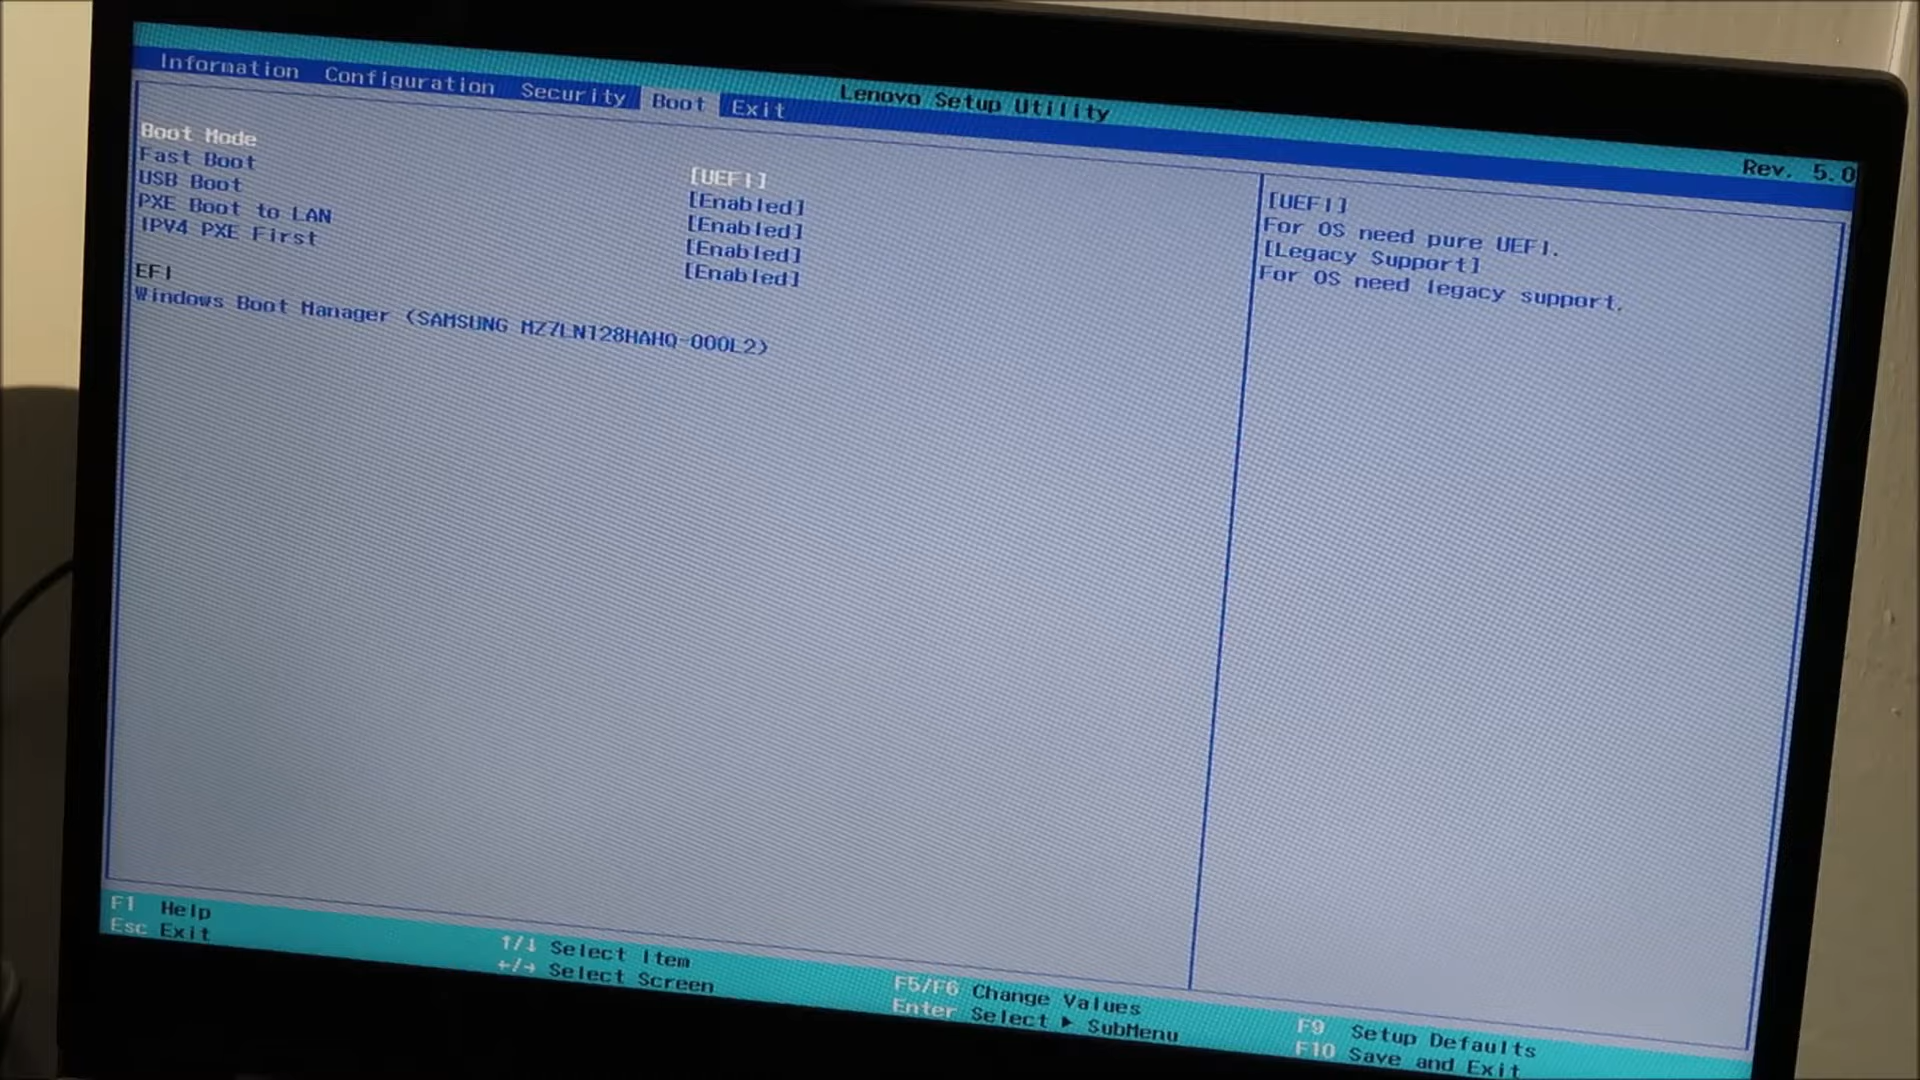 Lenovo Setup Utility
Information Configuration Security Boot Exit
Rev. 5.0
Boot Mode [UEFI]
Fast Boot [Enabled]
USB Boot [Enabled]
PXE Boot to LAN [Enabled]
IPV4 PXE First [Enabled]
EFI
Windows Boot Manager (SAMSUNG MZ7LN128HAHQ-000L2)
[UEFI]
For OS need pure UEFI.
[Legacy Support]
For OS need legacy support.
F1 Help ↑/↓ Select Item F5/F6 Change Values F9 Setup Defaults
Esc Exit ←/→ Select Screen Enter Select ▶ SubMenu F10 Save and Exit